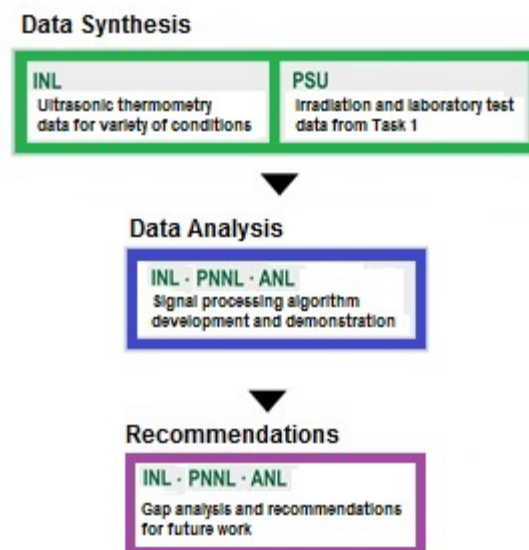 Data Synthesis
INL
Ultrasonic thermometry
data for variety of conditions
PSU
Irradiation and laboratory test
data from Task 1
Data Analysis
INL · PNNL · ANL
Signal processing algorithm
development and demonstration
Recommendations
INL · PNNL · ANL
Gap analysis and recommendations
for future work